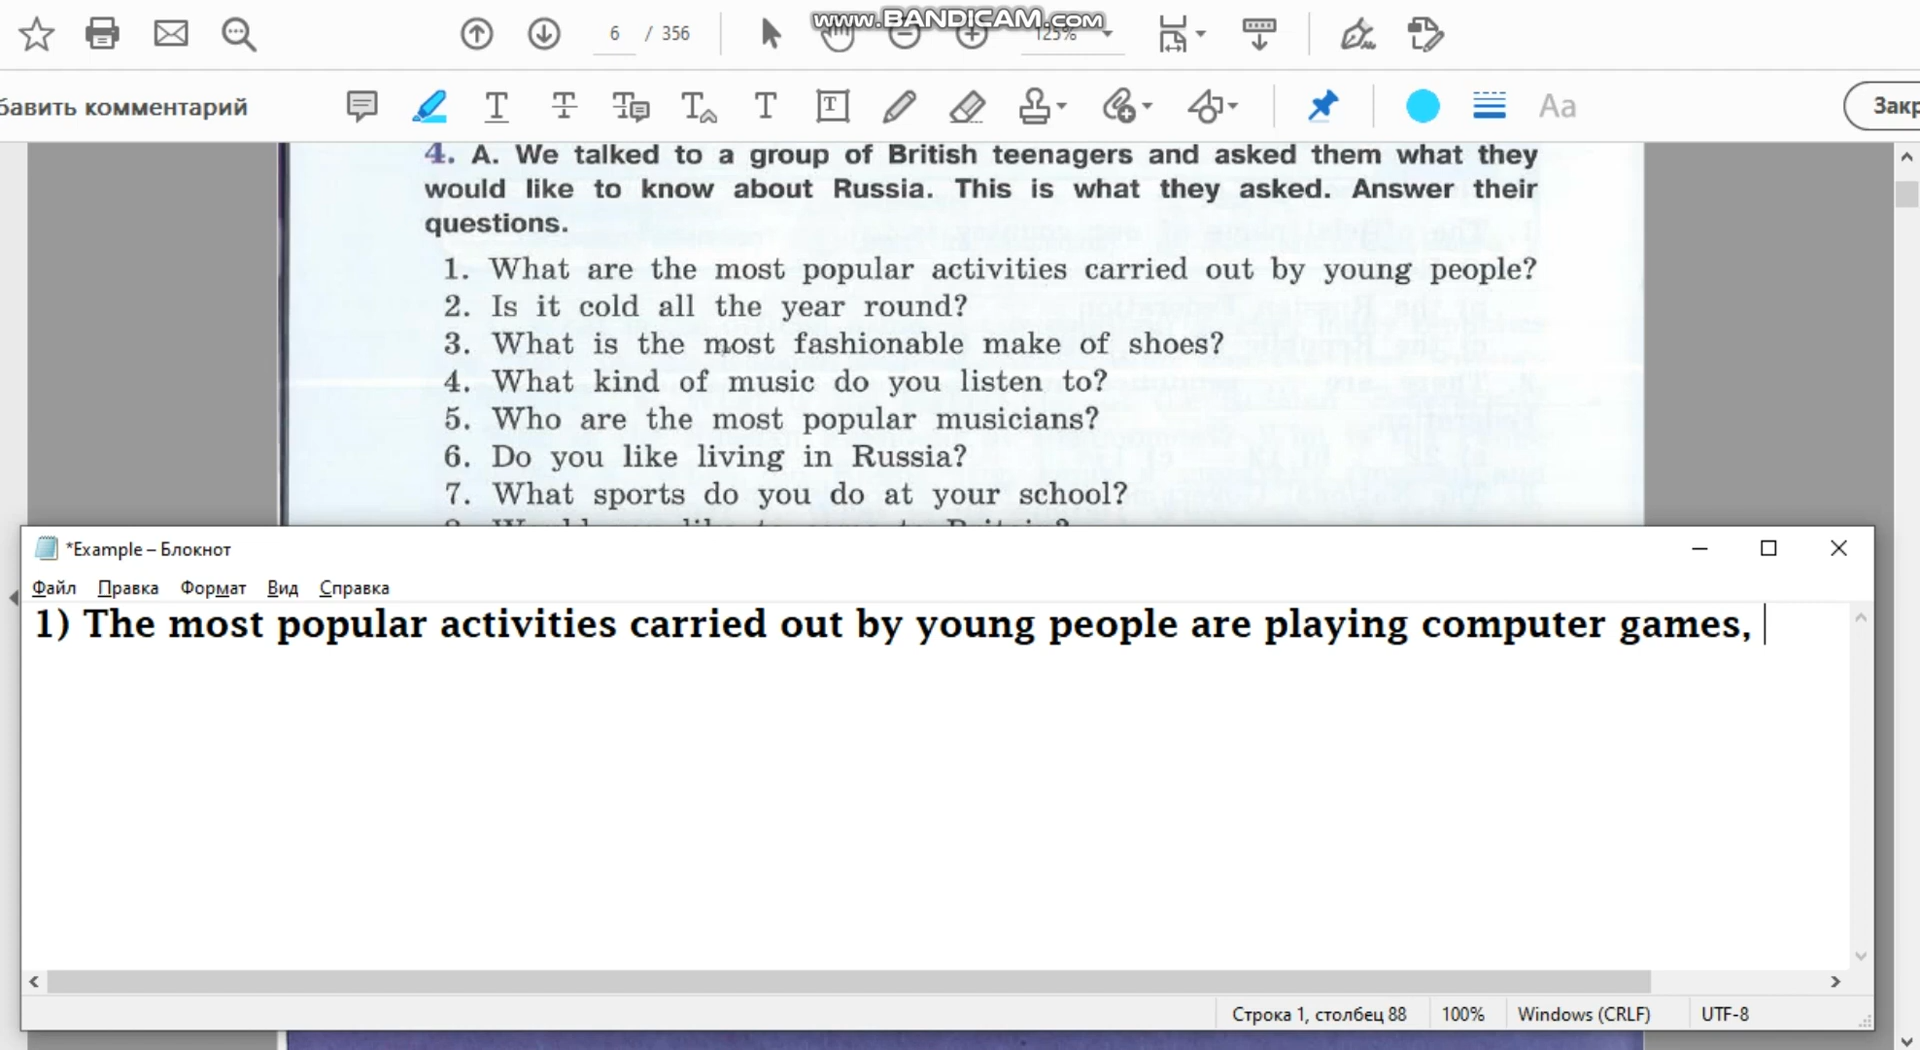 6 / 356
www.BANDICAM.com
125%
бавить комментарий
Aa
Закр
4. A. We talked to a group of British teenagers and asked them what they
would like to know about Russia. This is what they asked. Answer their
questions.
1. What are the most popular activities carried out by young people?
2. Is it cold all the year round?
3. What is the most fashionable make of shoes?
4. What kind of music do you listen to?
5. Who are the most popular musicians?
6. Do you like living in Russia?
7. What sports do you do at your school?
*Example – Блокнот
Файл Правка Формат Вид Справка
1) The most popular activities carried out by young people are playing computer games,
Строка 1, столбец 88 100% Windows (CRLF) UTF-8